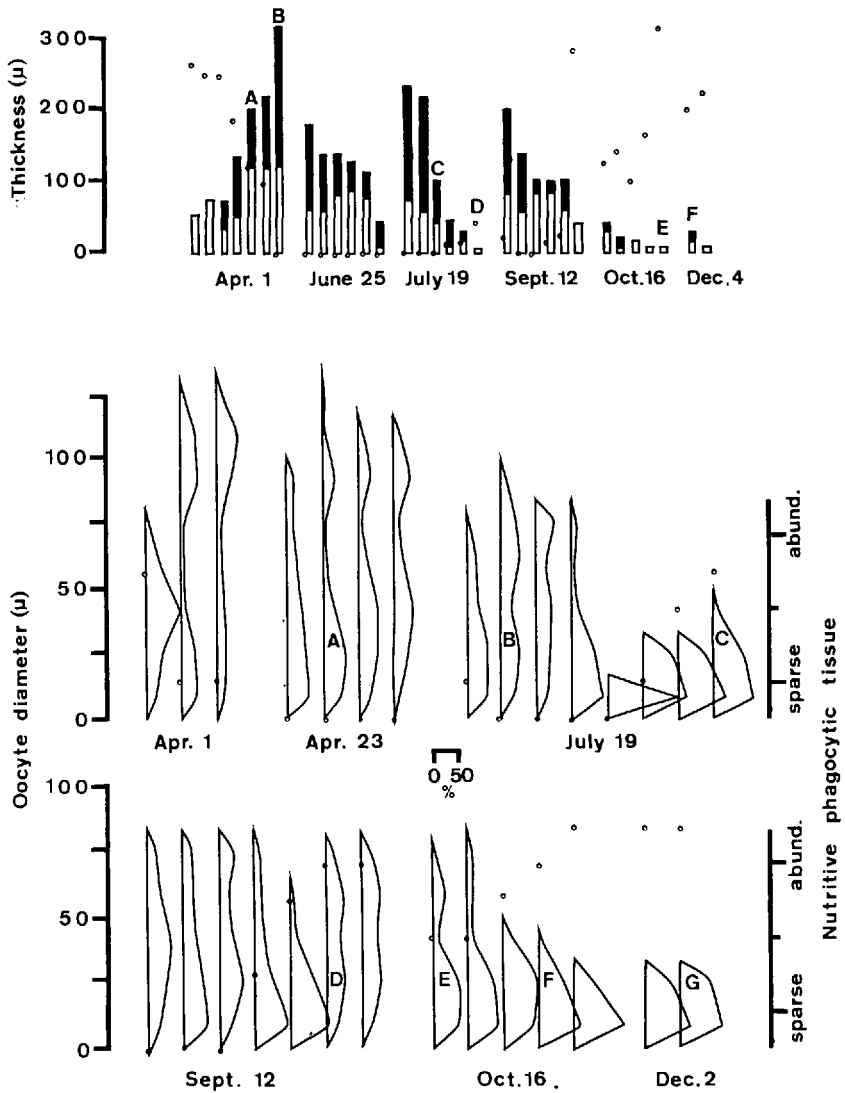 Thickness (μ)
300
200
100
0
A
B
C
D
E
F
Apr. 1
June 25
July 19
Sept. 12
Oct.16
Dec.4
Oocyte diameter (μ)
100
50
0
A
B
C
abund.
sparse
Nutritive phagocytic tissue
Apr. 1
Apr. 23
July 19
0 50
%
100
50
0
D
E
F
G
abund.
sparse
Sept. 12
Oct.16 .
Dec.2